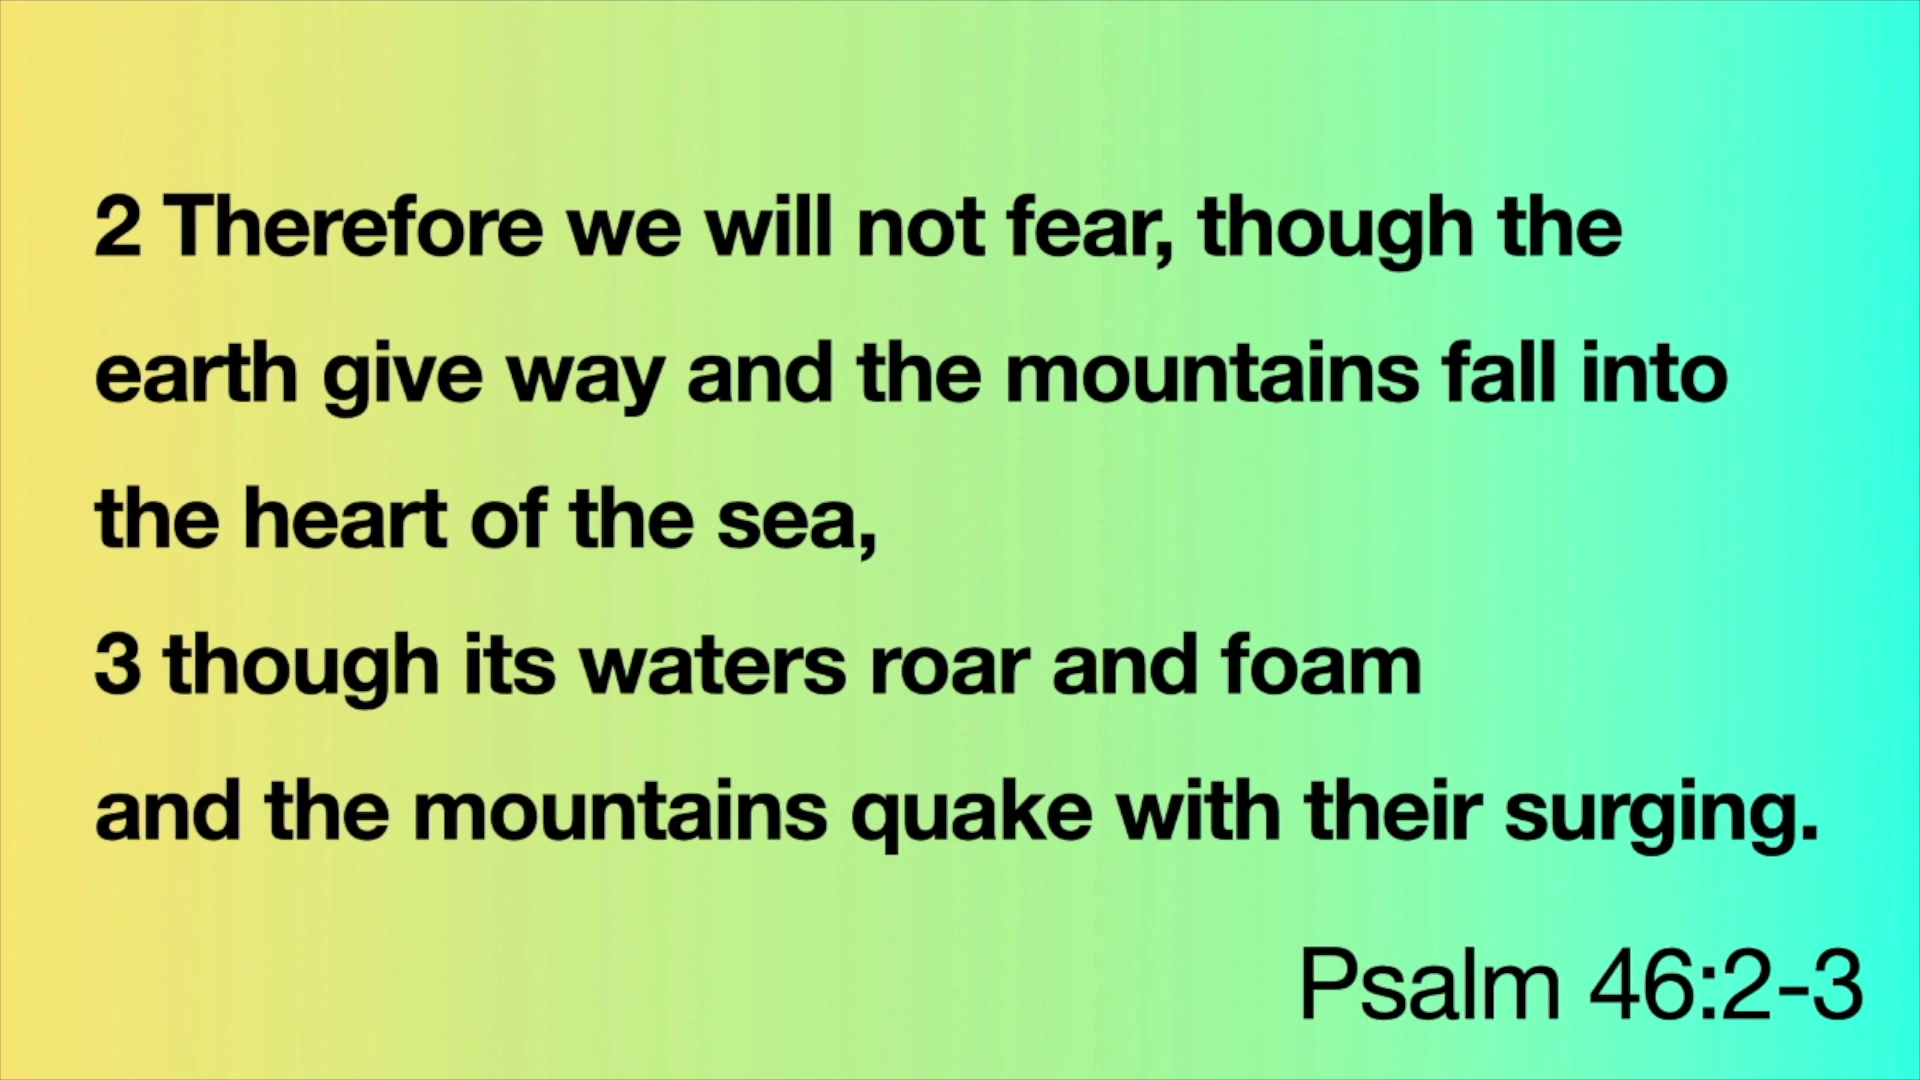 2 Therefore we will not fear, though the
earth give way and the mountains fall into
the heart of the sea,
3 though its waters roar and foam
and the mountains quake with their surging.
Psalm 46:2-3